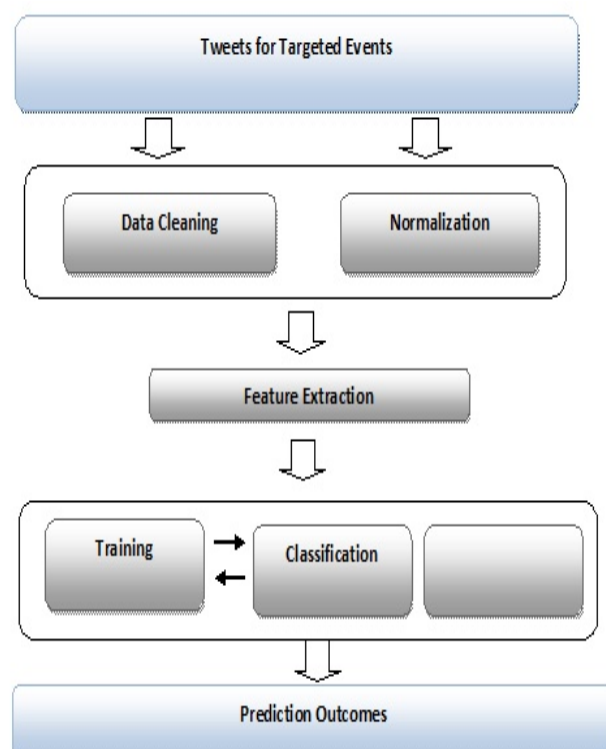 Tweets for Targeted Events
Data Cleaning
Normalization
Feature Extraction
Training
Classification
Prediction Outcomes